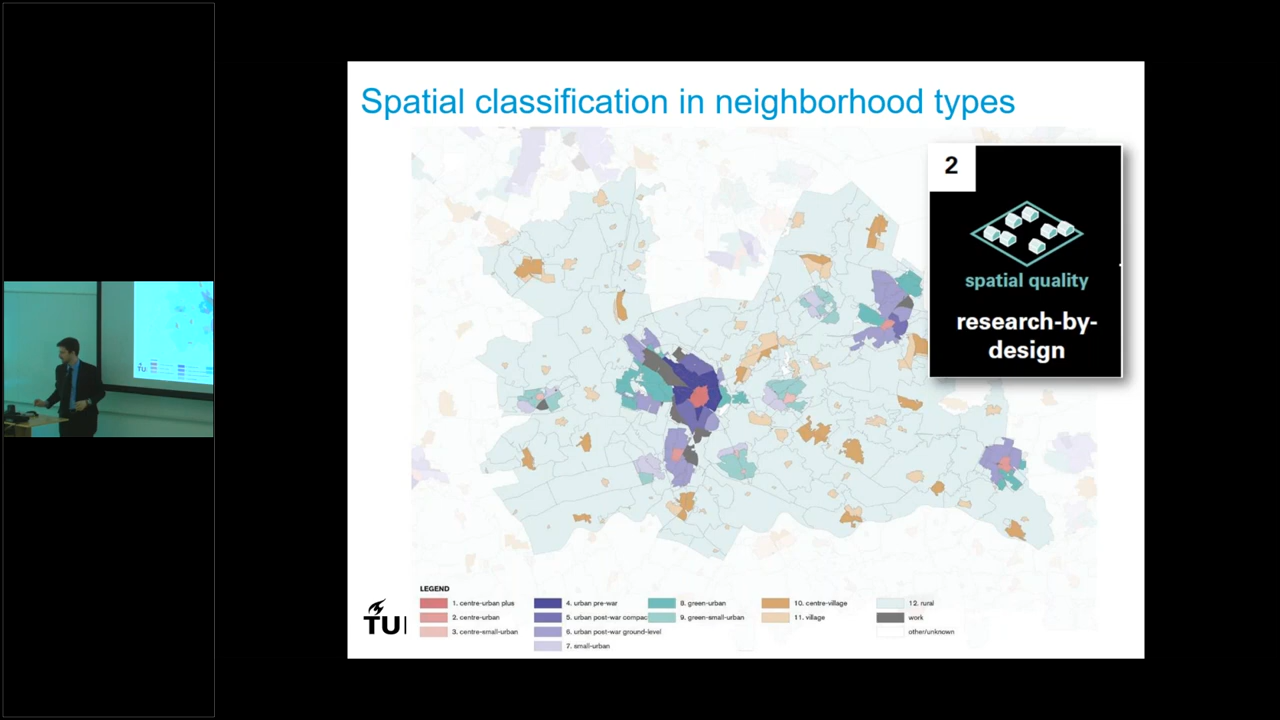 Spatial classification in neighborhood types
2
spatial quality
research-by-
design
LEGEND
1. centre-urban plus
2. centre-urban
3. centre-small-urban
4. urban pre-war
5. urban post-war compac
6. urban post-war ground-level
7. small-urban
8. green-urban
9. green-small-urban
10. centre-village
11. village
12. rural
work
other/unknown
TU
TU